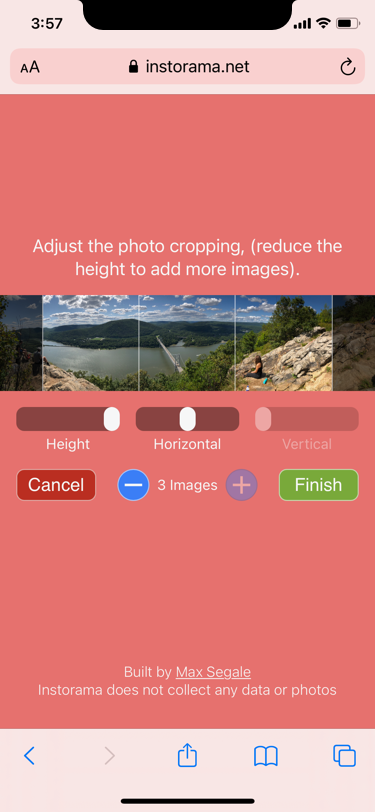 3:57
AA instorama.net
Adjust the photo cropping, (reduce the
height to add more images).
Height Horizontal Vertical
Cancel 3 Images Finish
Built by Max Segale
Instorama does not collect any data or photos